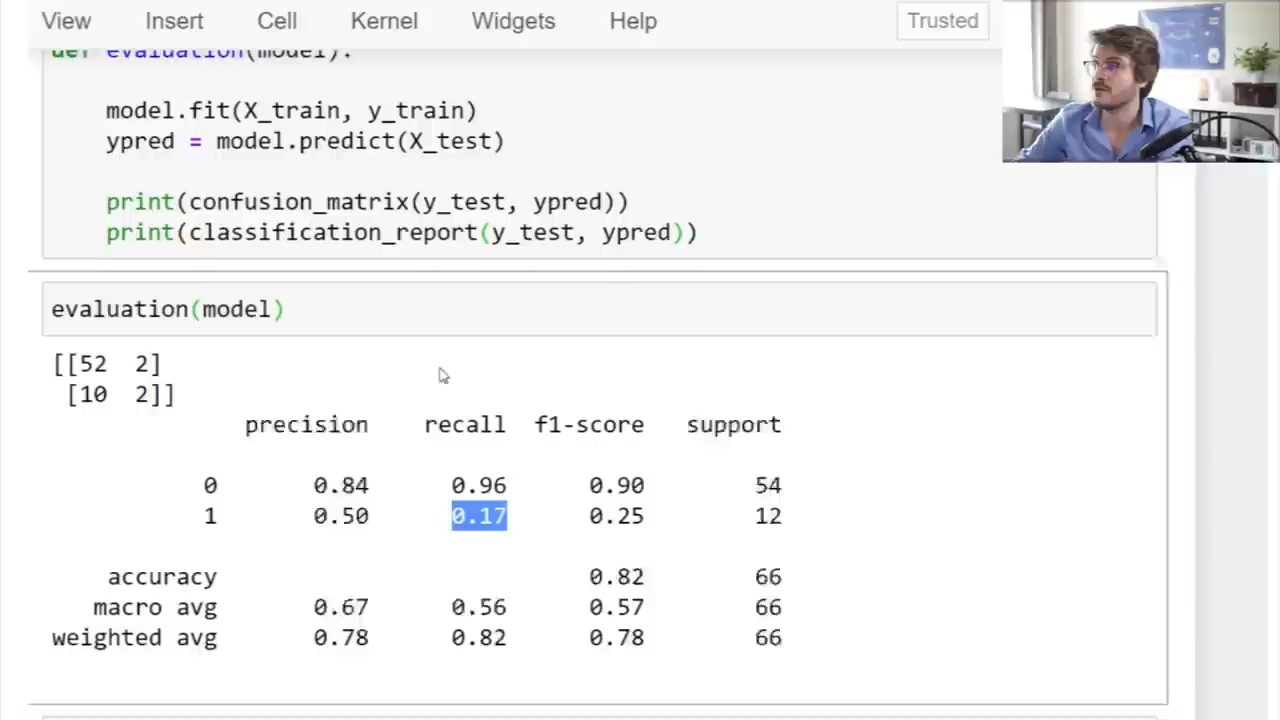 View Insert Cell Kernel Widgets Help Trusted
def evaluation(model):
model.fit(X_train, y_train)
ypred = model.predict(X_test)
print(confusion_matrix(y_test, ypred))
print(classification_report(y_test, ypred))
evaluation(model)
[[52 2]
[10 2]]
precision recall f1-score support
0 0.84 0.96 0.90 54
1 0.50 0.17 0.25 12
accuracy 0.82 66
macro avg 0.67 0.56 0.57 66
weighted avg 0.78 0.82 0.78 66